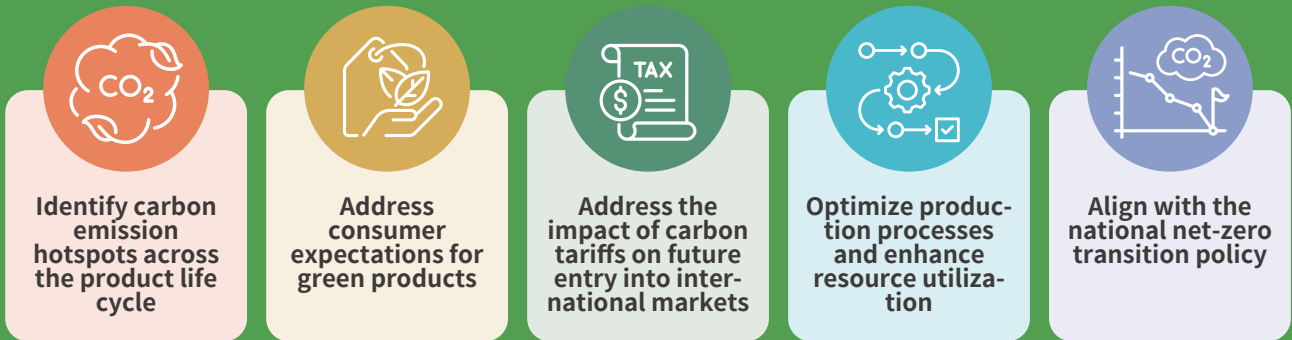 CO₂
Identify carbon
emission
hotspots across
the product life
cycle
Address
consumer
expectations for
green products
TAX
$
Address the
impact of carbon
tariffs on future
entry into inter-
national markets
Optimize produc-
tion processes
and enhance
resource utiliza-
tion
CO₂
Align with the
national net-zero
transition policy